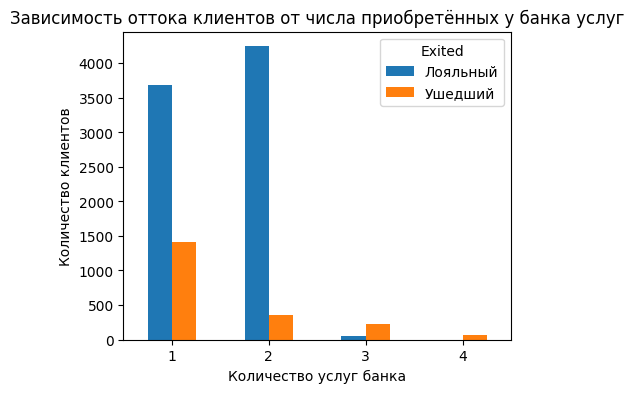 Зависимость оттока клиентов от числа приобретённых у банка услуг
Exited
Лояльный
Ушедший
Количество клиентов
4000
3500
3000
2500
2000
1500
1000
500
0
1 2 3 4
Количество услуг банка